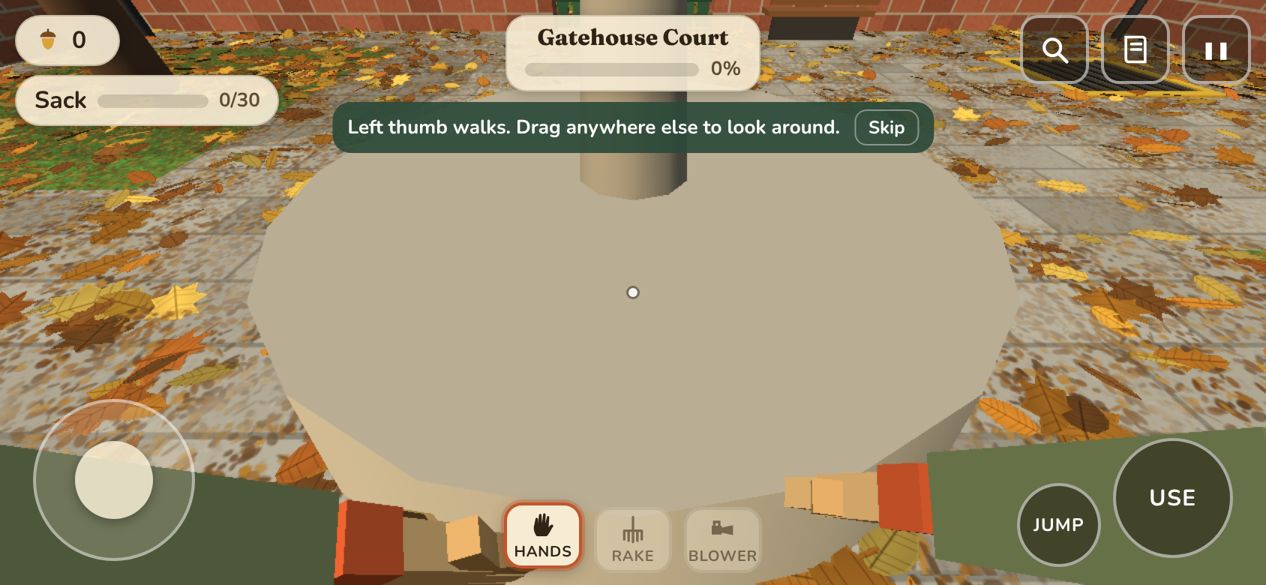 0
Sack 0/30
Gatehouse Court
0%
Left thumb walks. Drag anywhere else to look around. Skip
HANDS
RAKE
BLOWER
JUMP
USE